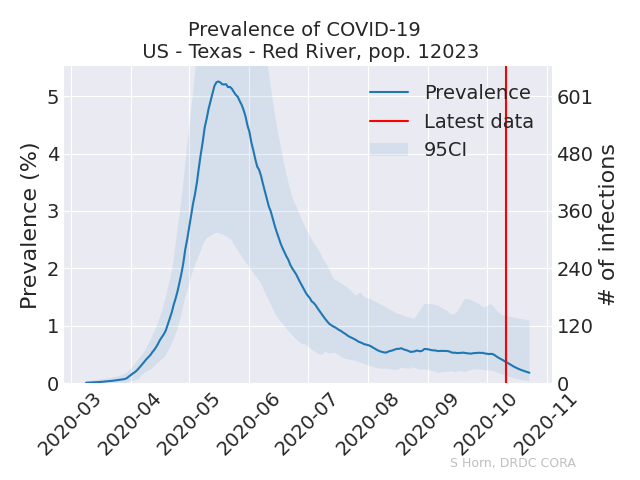 Prevalence of COVID-19
US - Texas - Red River, pop. 12023
Prevalence
Latest data
95CI
Prevalence (%)
5
4
3
2
1
0
# of infections
601
480
360
240
120
0
2020-03
2020-04
2020-05
2020-06
2020-07
2020-08
2020-09
2020-10
2020-11
S Horn, DRDC CORA